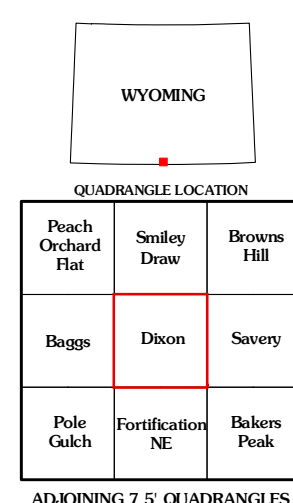 WYOMING
QUADRANGLE LOCATION
Peach
Orchard
Flat
Smiley
Draw
Browns
Hill
Baggs
Dixon
Savery
Pole
Gulch
Fortification
NE
Bakers
Peak
ADJOINING 7.5' QUADRANGLES